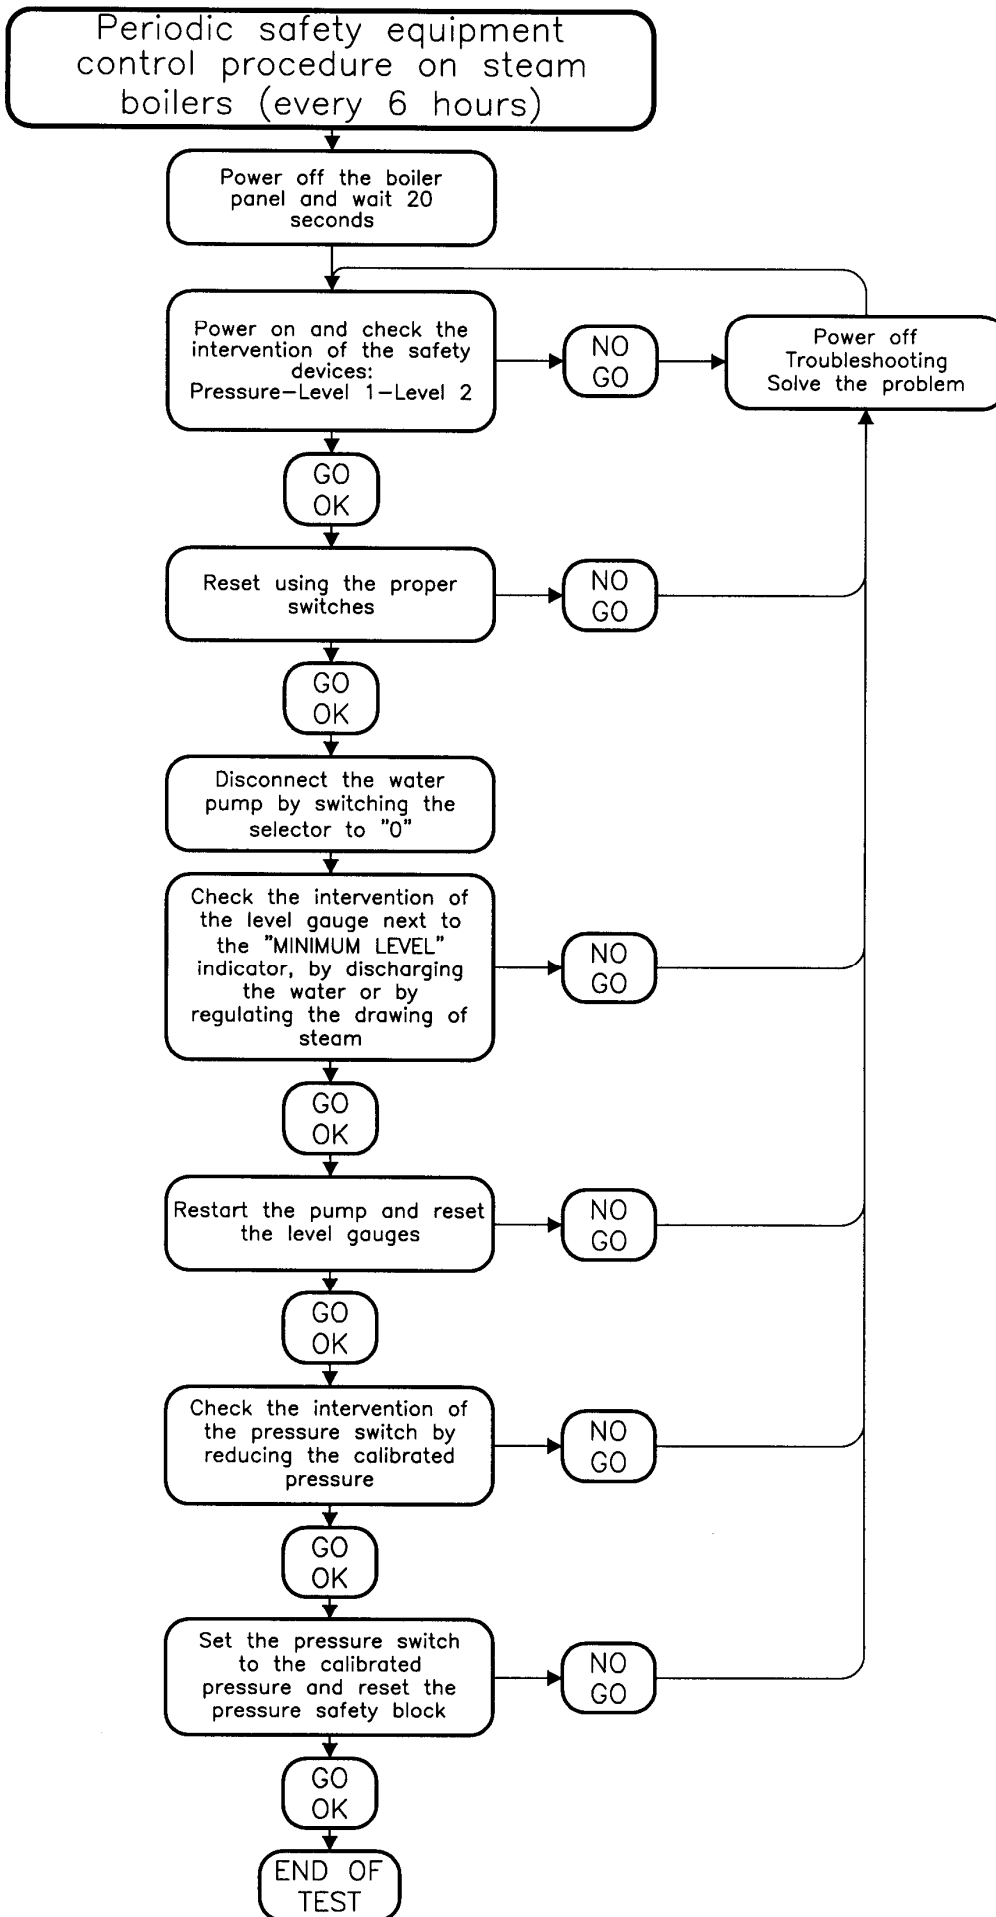 Periodic safety equipment
control procedure on steam
boilers (every 6 hours)
Power off the boiler
panel and wait 20
seconds
Power on and check the
intervention of the safety
devices:
Pressure-Level 1-Level 2
NO
GO
Power off
Troubleshooting
Solve the problem
GO
OK
Reset using the proper
switches
NO
GO
GO
OK
Disconnect the water
pump by switching the
selector to "0"
Check the intervention of
the level gauge next to
the "MINIMUM LEVEL"
indicator, by discharging
the water or by
regulating the drawing of
steam
NO
GO
GO
OK
Restart the pump and reset
the level gauges
NO
GO
GO
OK
Check the intervention of
the pressure switch by
reducing the calibrated
pressure
NO
GO
GO
OK
Set the pressure switch
to the calibrated
pressure and reset the
pressure safety block
NO
GO
GO
OK
END OF
TEST